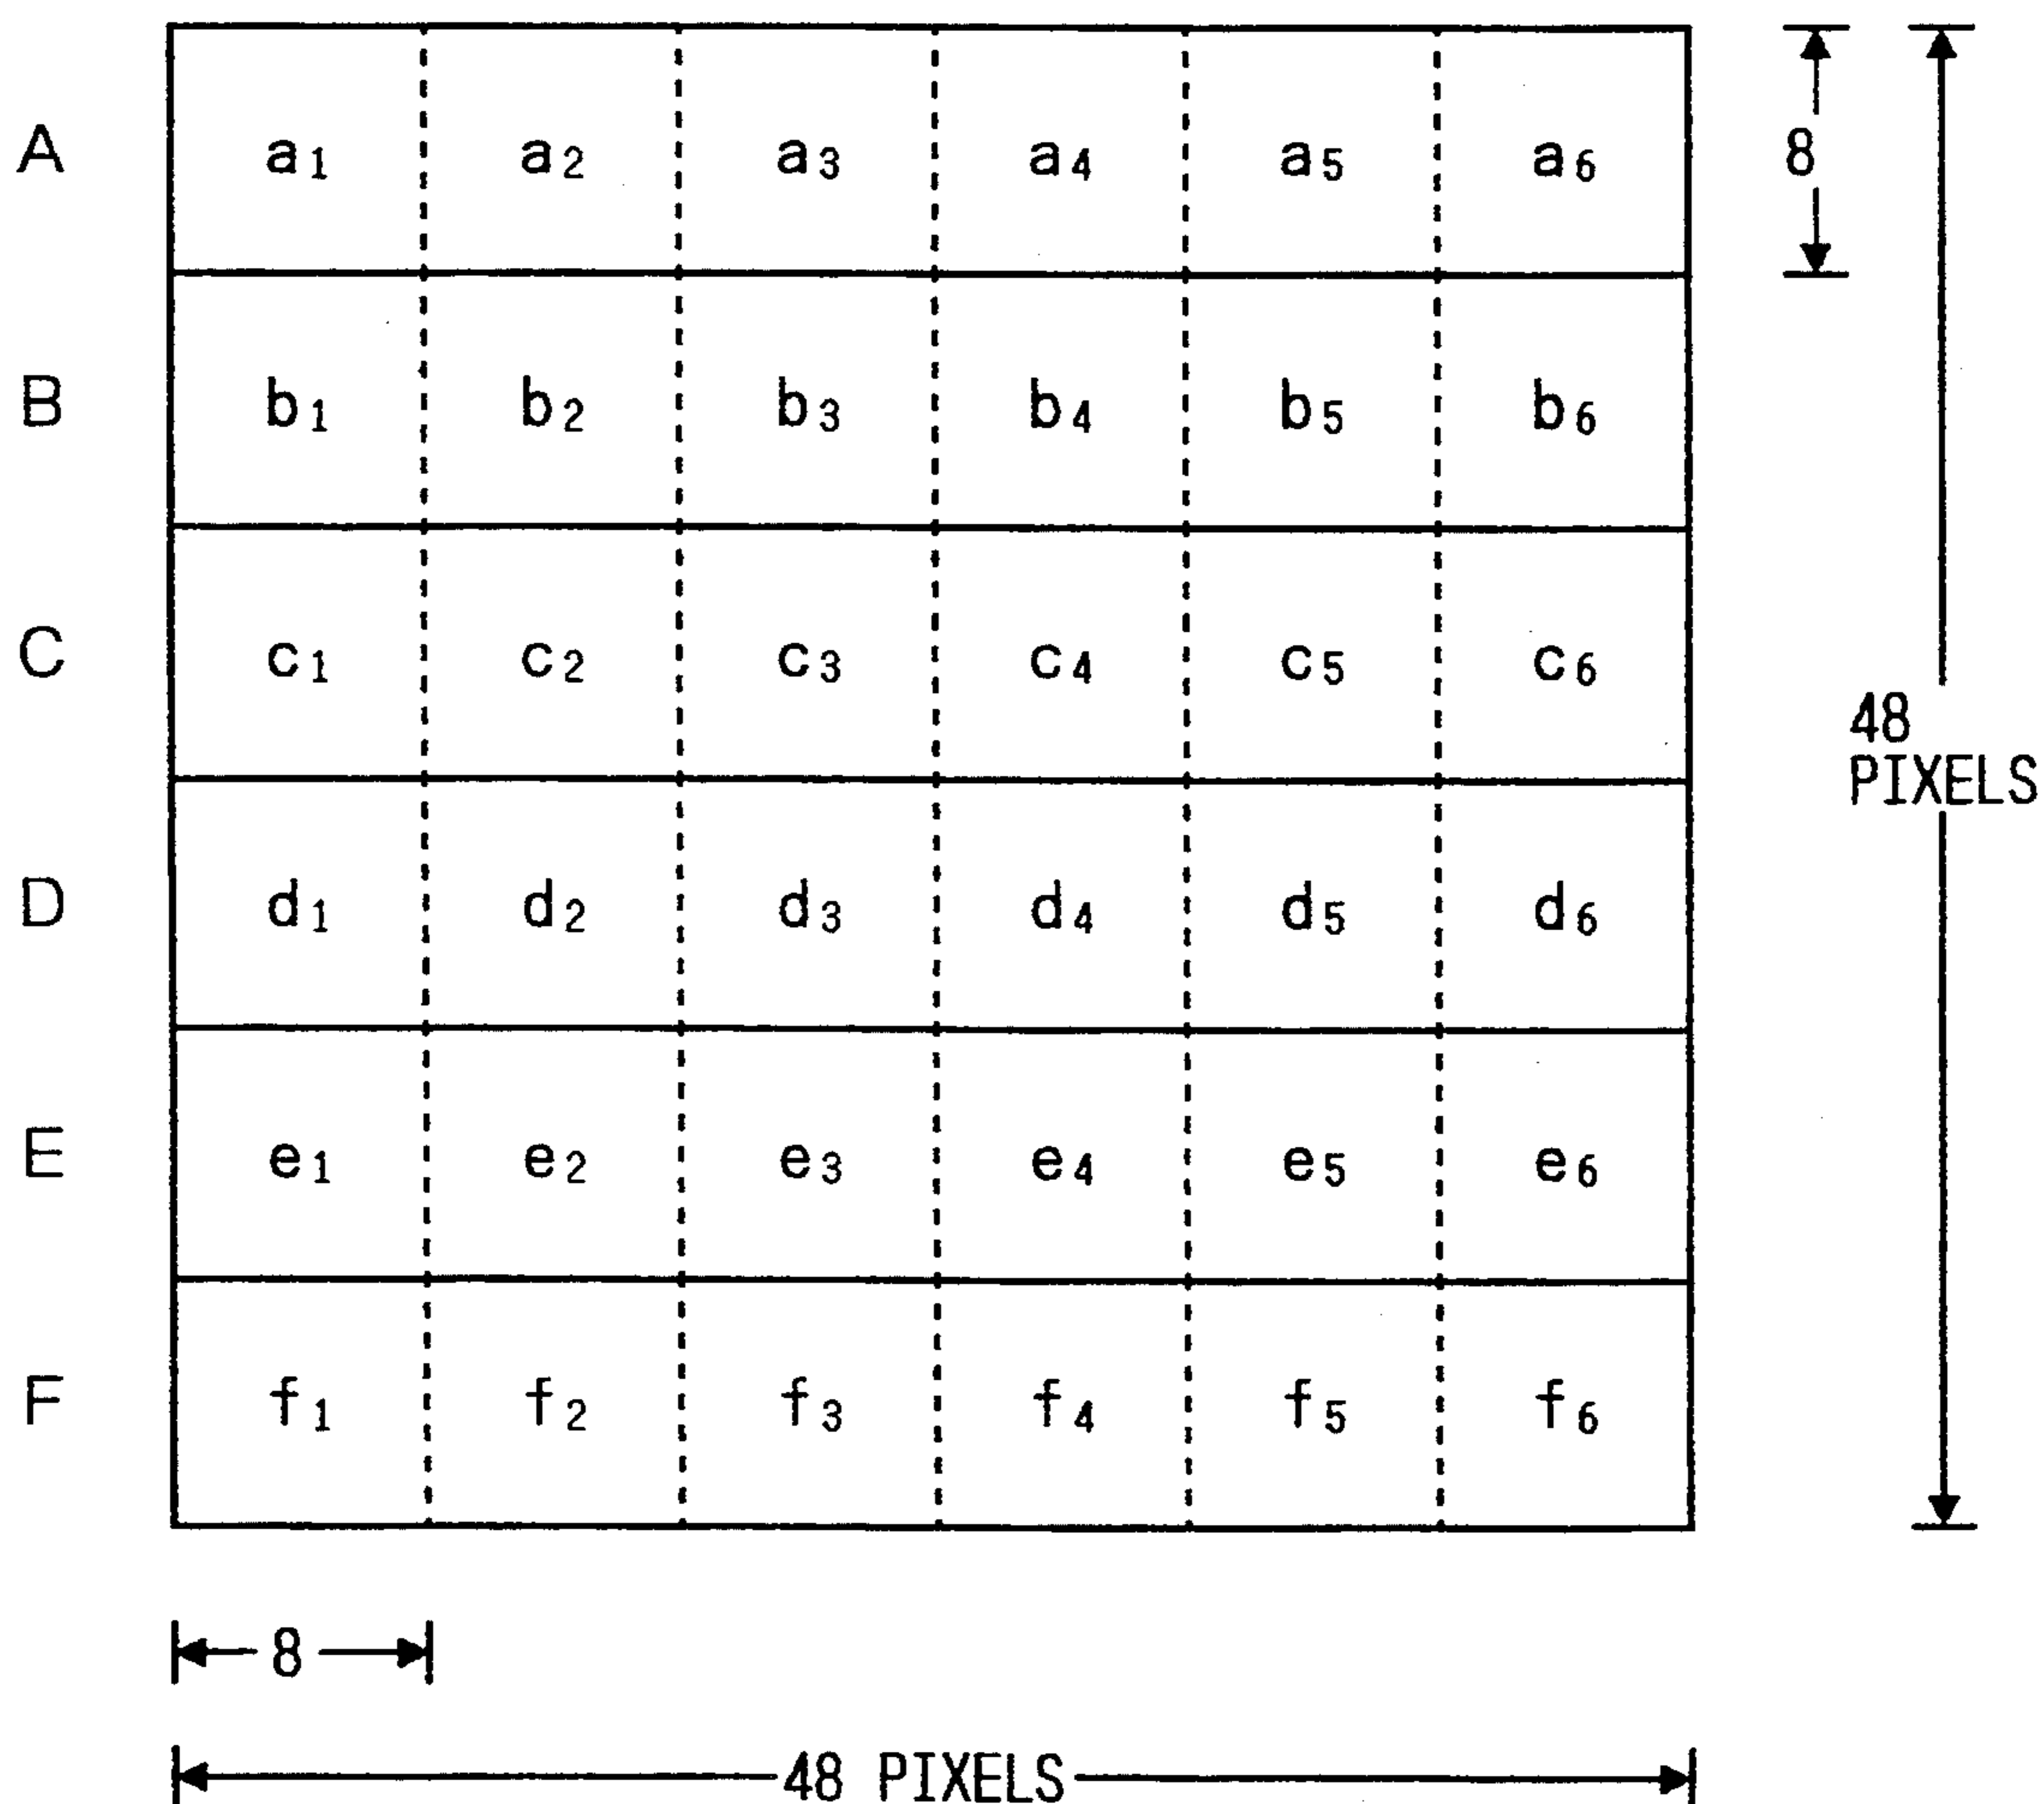 A a1 a2 a3 a4 a5 a6 8
B b1 b2 b3 b4 b5 b6
C c1 c2 c3 c4 c5 c6
48
PIXELS
D d1 d2 d3 d4 d5 d6
E e1 e2 e3 e4 e5 e6
F f1 f2 f3 f4 f5 f6
8
48 PIXELS